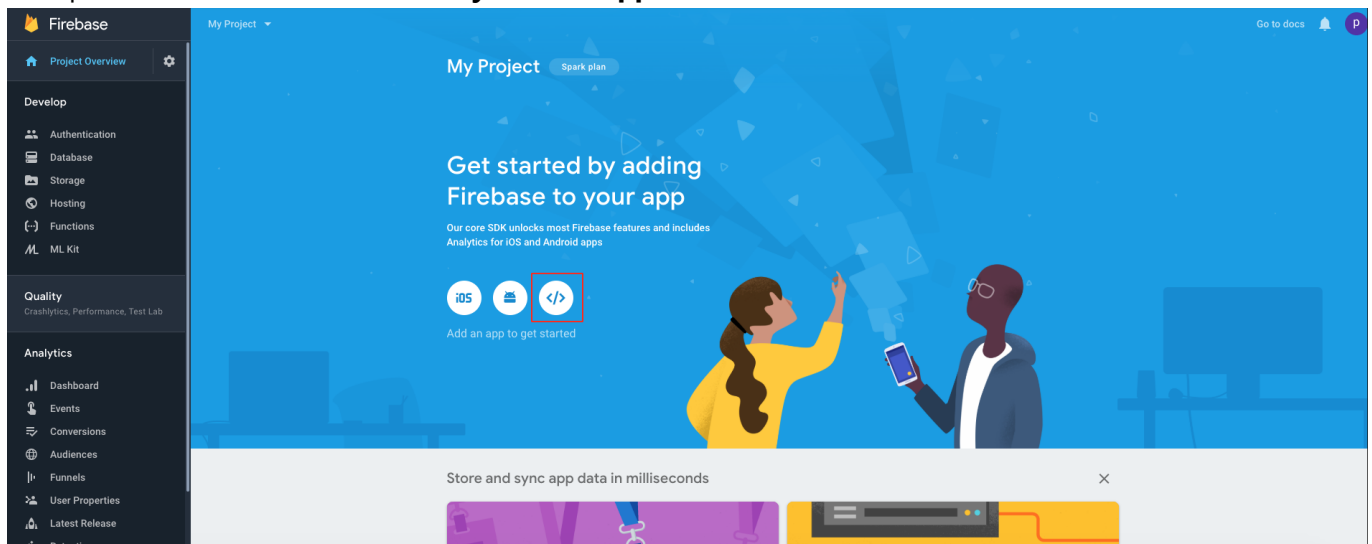 Firebase
My Project
Go to docs
p
Project Overview
My Project
Spark plan
Develop
Authentication
Database
Storage
Hosting
Functions
ML Kit
Get started by adding
Firebase to your app
Our core SDK unlocks most Firebase features and includes
Analytics for iOS and Android apps
iOS
</>
Add an app to get started
Quality
Crashlytics, Performance, Test Lab
Analytics
Dashboard
Events
Conversions
Audiences
Funnels
User Properties
Latest Release
Store and sync app data in milliseconds